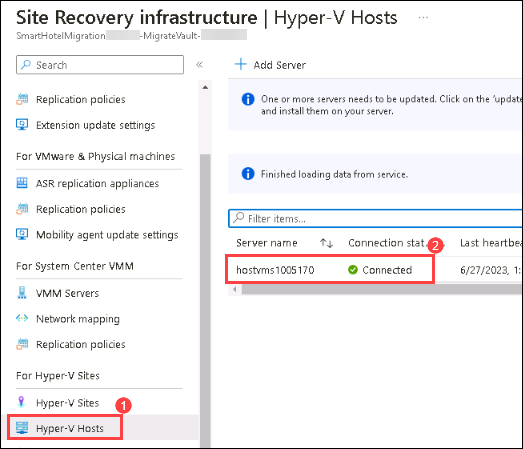 Site Recovery infrastructure | Hyper-V Hosts ...
SmartHotelMigration -MigrateVault-
Search
Replication policies
Extension update settings
For VMware & Physical machines
ASR replication appliances
Replication policies
Mobility agent update settings
For System Center VMM
VMM Servers
Network mapping
Replication policies
For Hyper-V Sites
Hyper-V Sites
1
Hyper-V Hosts
Add Server
One or more servers needs to be updated. Click on the 'update
and install them on your server.
Finished loading data from service.
Filter items...
2
Server name Connection stat.. Last heartbe
hostvms1005170 Connected 6/27/2023, 1: